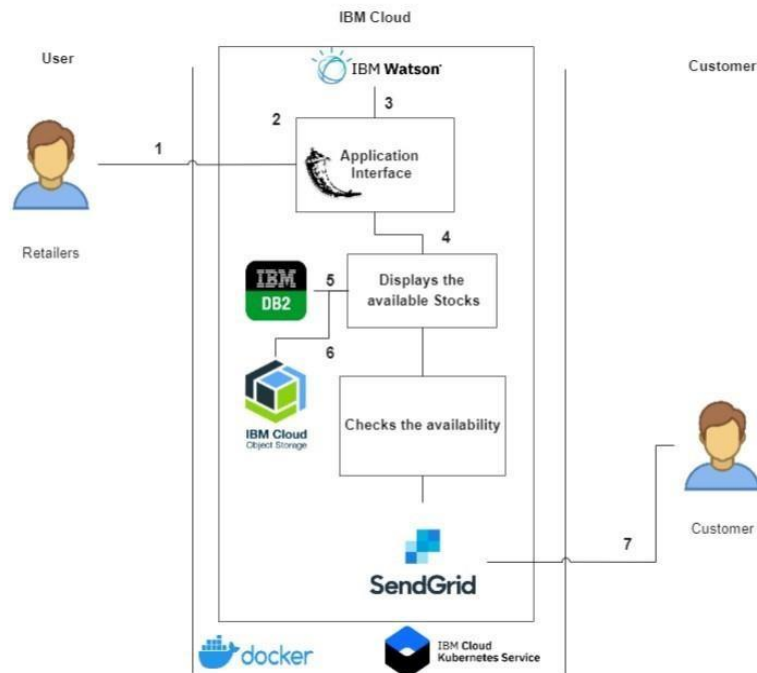 IBM Cloud
User
Customer
IBM Watson
3
2
1
Application
Interface
Retailers
4
Displays the
available Stocks
IBM
DB2
5
6
IBM Cloud
Object Storage
Checks the availability
Customer
7
SendGrid
docker
IBM Cloud
Kubernetes Service